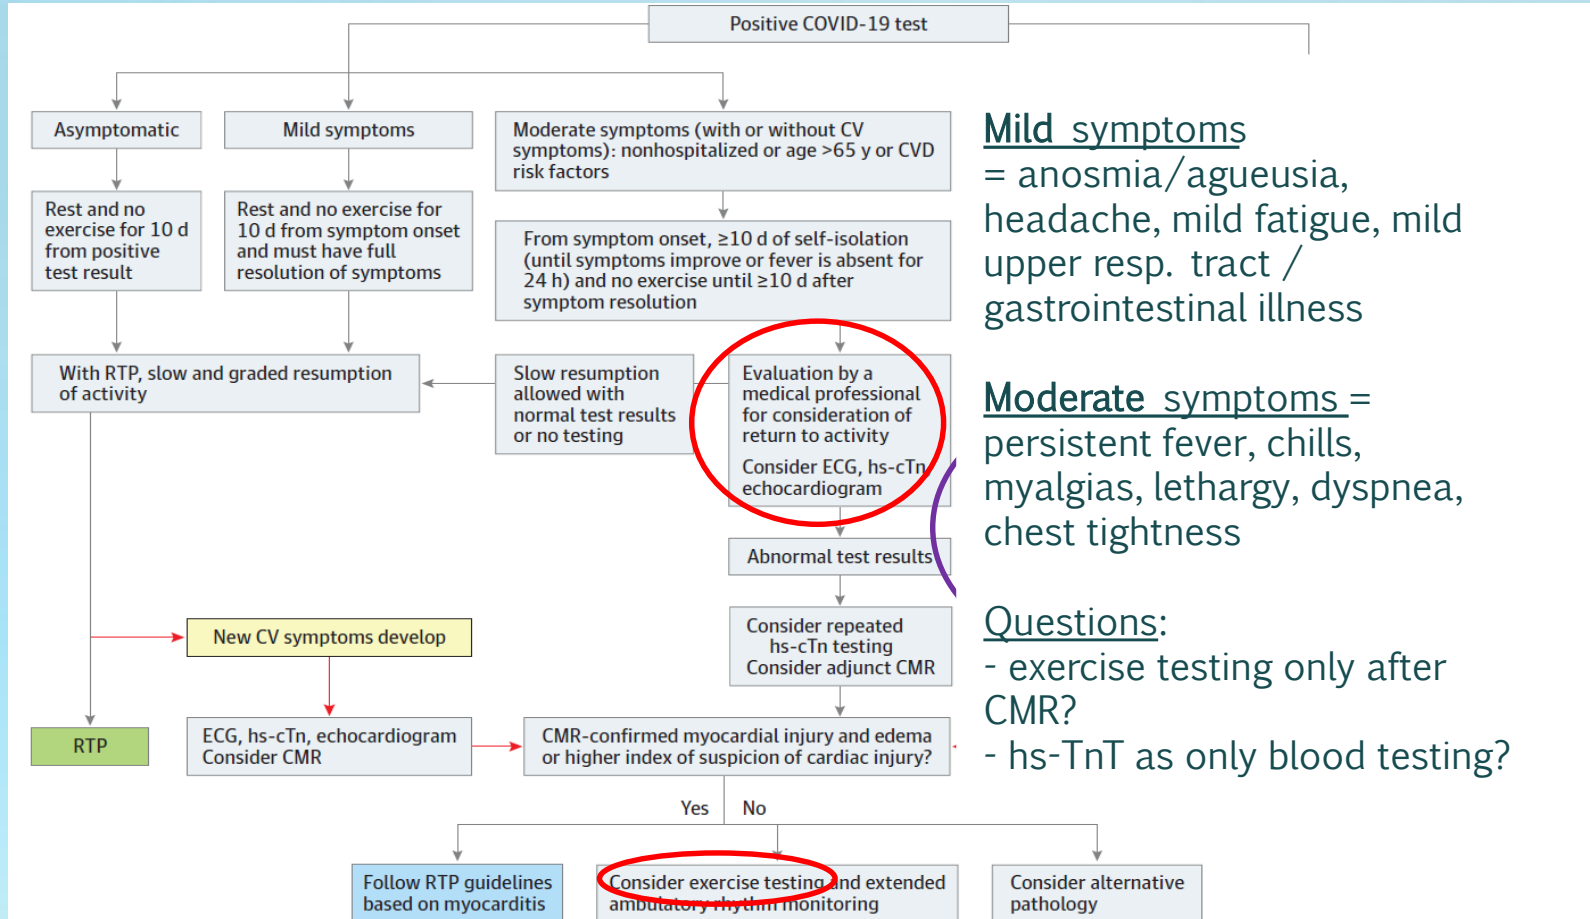 Positive COVID-19 test
Asymptomatic
Mild symptoms
Moderate symptoms (with or without CV
symptoms): nonhospitalized or age >65 y or CVD
risk factors
Rest and no
exercise for 10 d
from positive
test result
Rest and no exercise for
10 d from symptom onset
and must have full
resolution of symptoms
From symptom onset, ≥10 d of self-isolation
(until symptoms improve or fever is absent for
24 h) and no exercise until ≥10 d after
symptom resolution
With RTP, slow and graded resumption
of activity
Slow resumption
allowed with
normal test results
or no testing
Evaluation by a
medical professional
for consideration of
return to activity
Consider ECG, hs-cTn
echocardiogram
Abnormal test results
Consider repeated
hs-cTn testing
Consider adjunct CMR
New CV symptoms develop
RTP
ECG, hs-cTn, echocardiogram
Consider CMR
CMR-confirmed myocardial injury and edema
or higher index of suspicion of cardiac injury?
Yes
No
Follow RTP guidelines
based on myocarditis
Consider exercise testing and extended
ambulatory rhythm monitoring
Consider alternative
pathology
Mild symptoms
= anosmia/agueusia,
headache, mild fatigue, mild
upper resp. tract /
gastrointestinal illness
Moderate symptoms =
persistent fever, chills,
myalgias, lethargy, dyspnea,
chest tightness
Questions:
- exercise testing only after
CMR?
- hs-TnT as only blood testing?